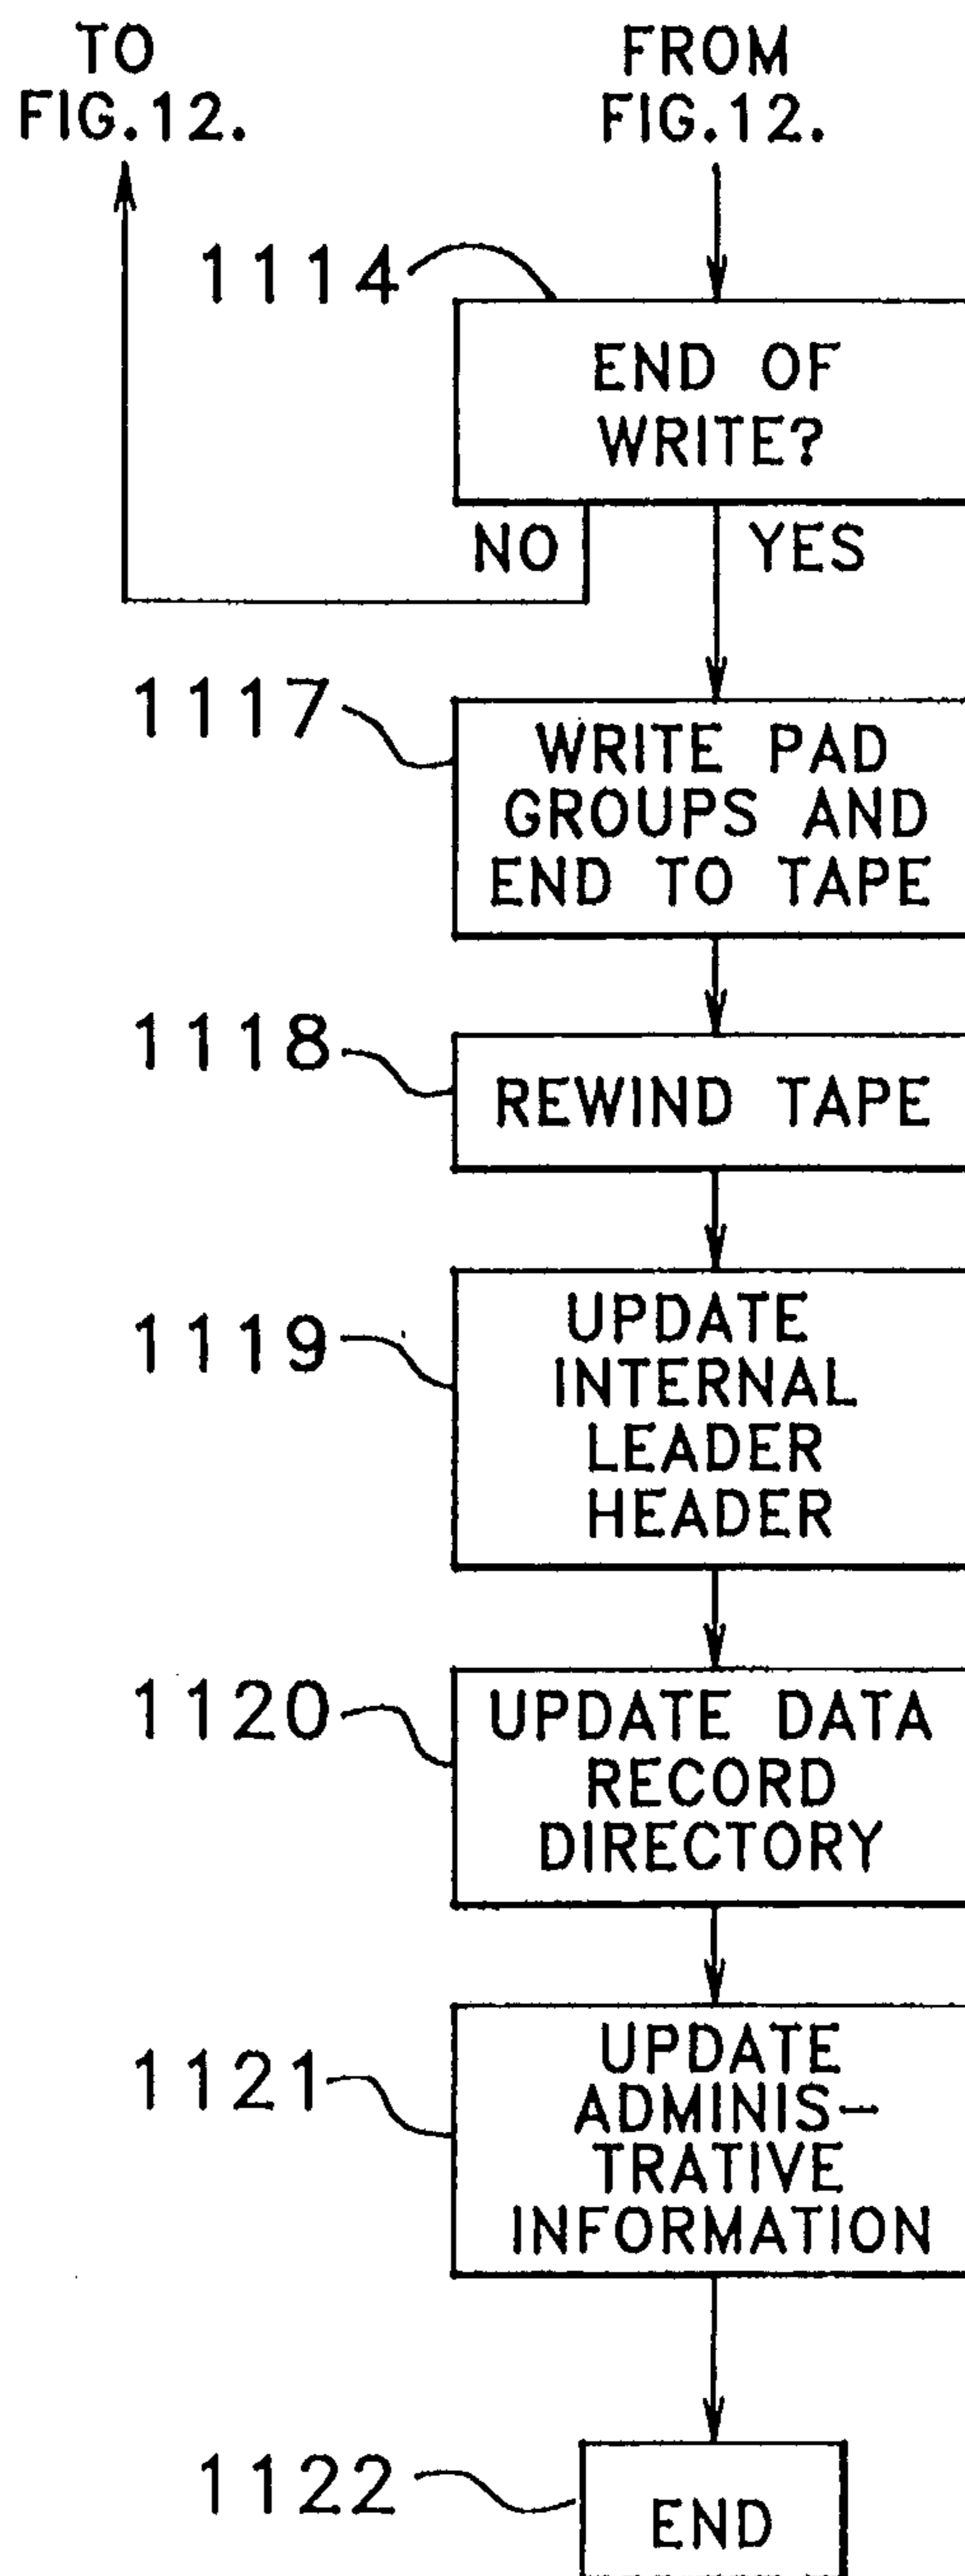 TO
FIG.12.
FROM
FIG.12.
1114
END OF
WRITE?
NO
YES
1117
WRITE PAD
GROUPS AND
END TO TAPE
1118
REWIND TAPE
1119
UPDATE
INTERNAL
LEADER
HEADER
1120
UPDATE DATA
RECORD
DIRECTORY
1121
UPDATE
ADMINIS-
TRATIVE
INFORMATION
1122
END